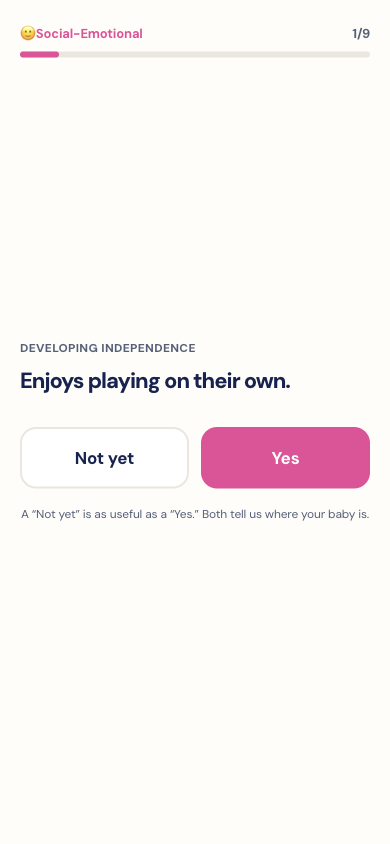 Social-Emotional 1/9
DEVELOPING INDEPENDENCE
Enjoys playing on their own.
Not yet Yes
A “Not yet” is as useful as a “Yes.” Both tell us where your baby is.